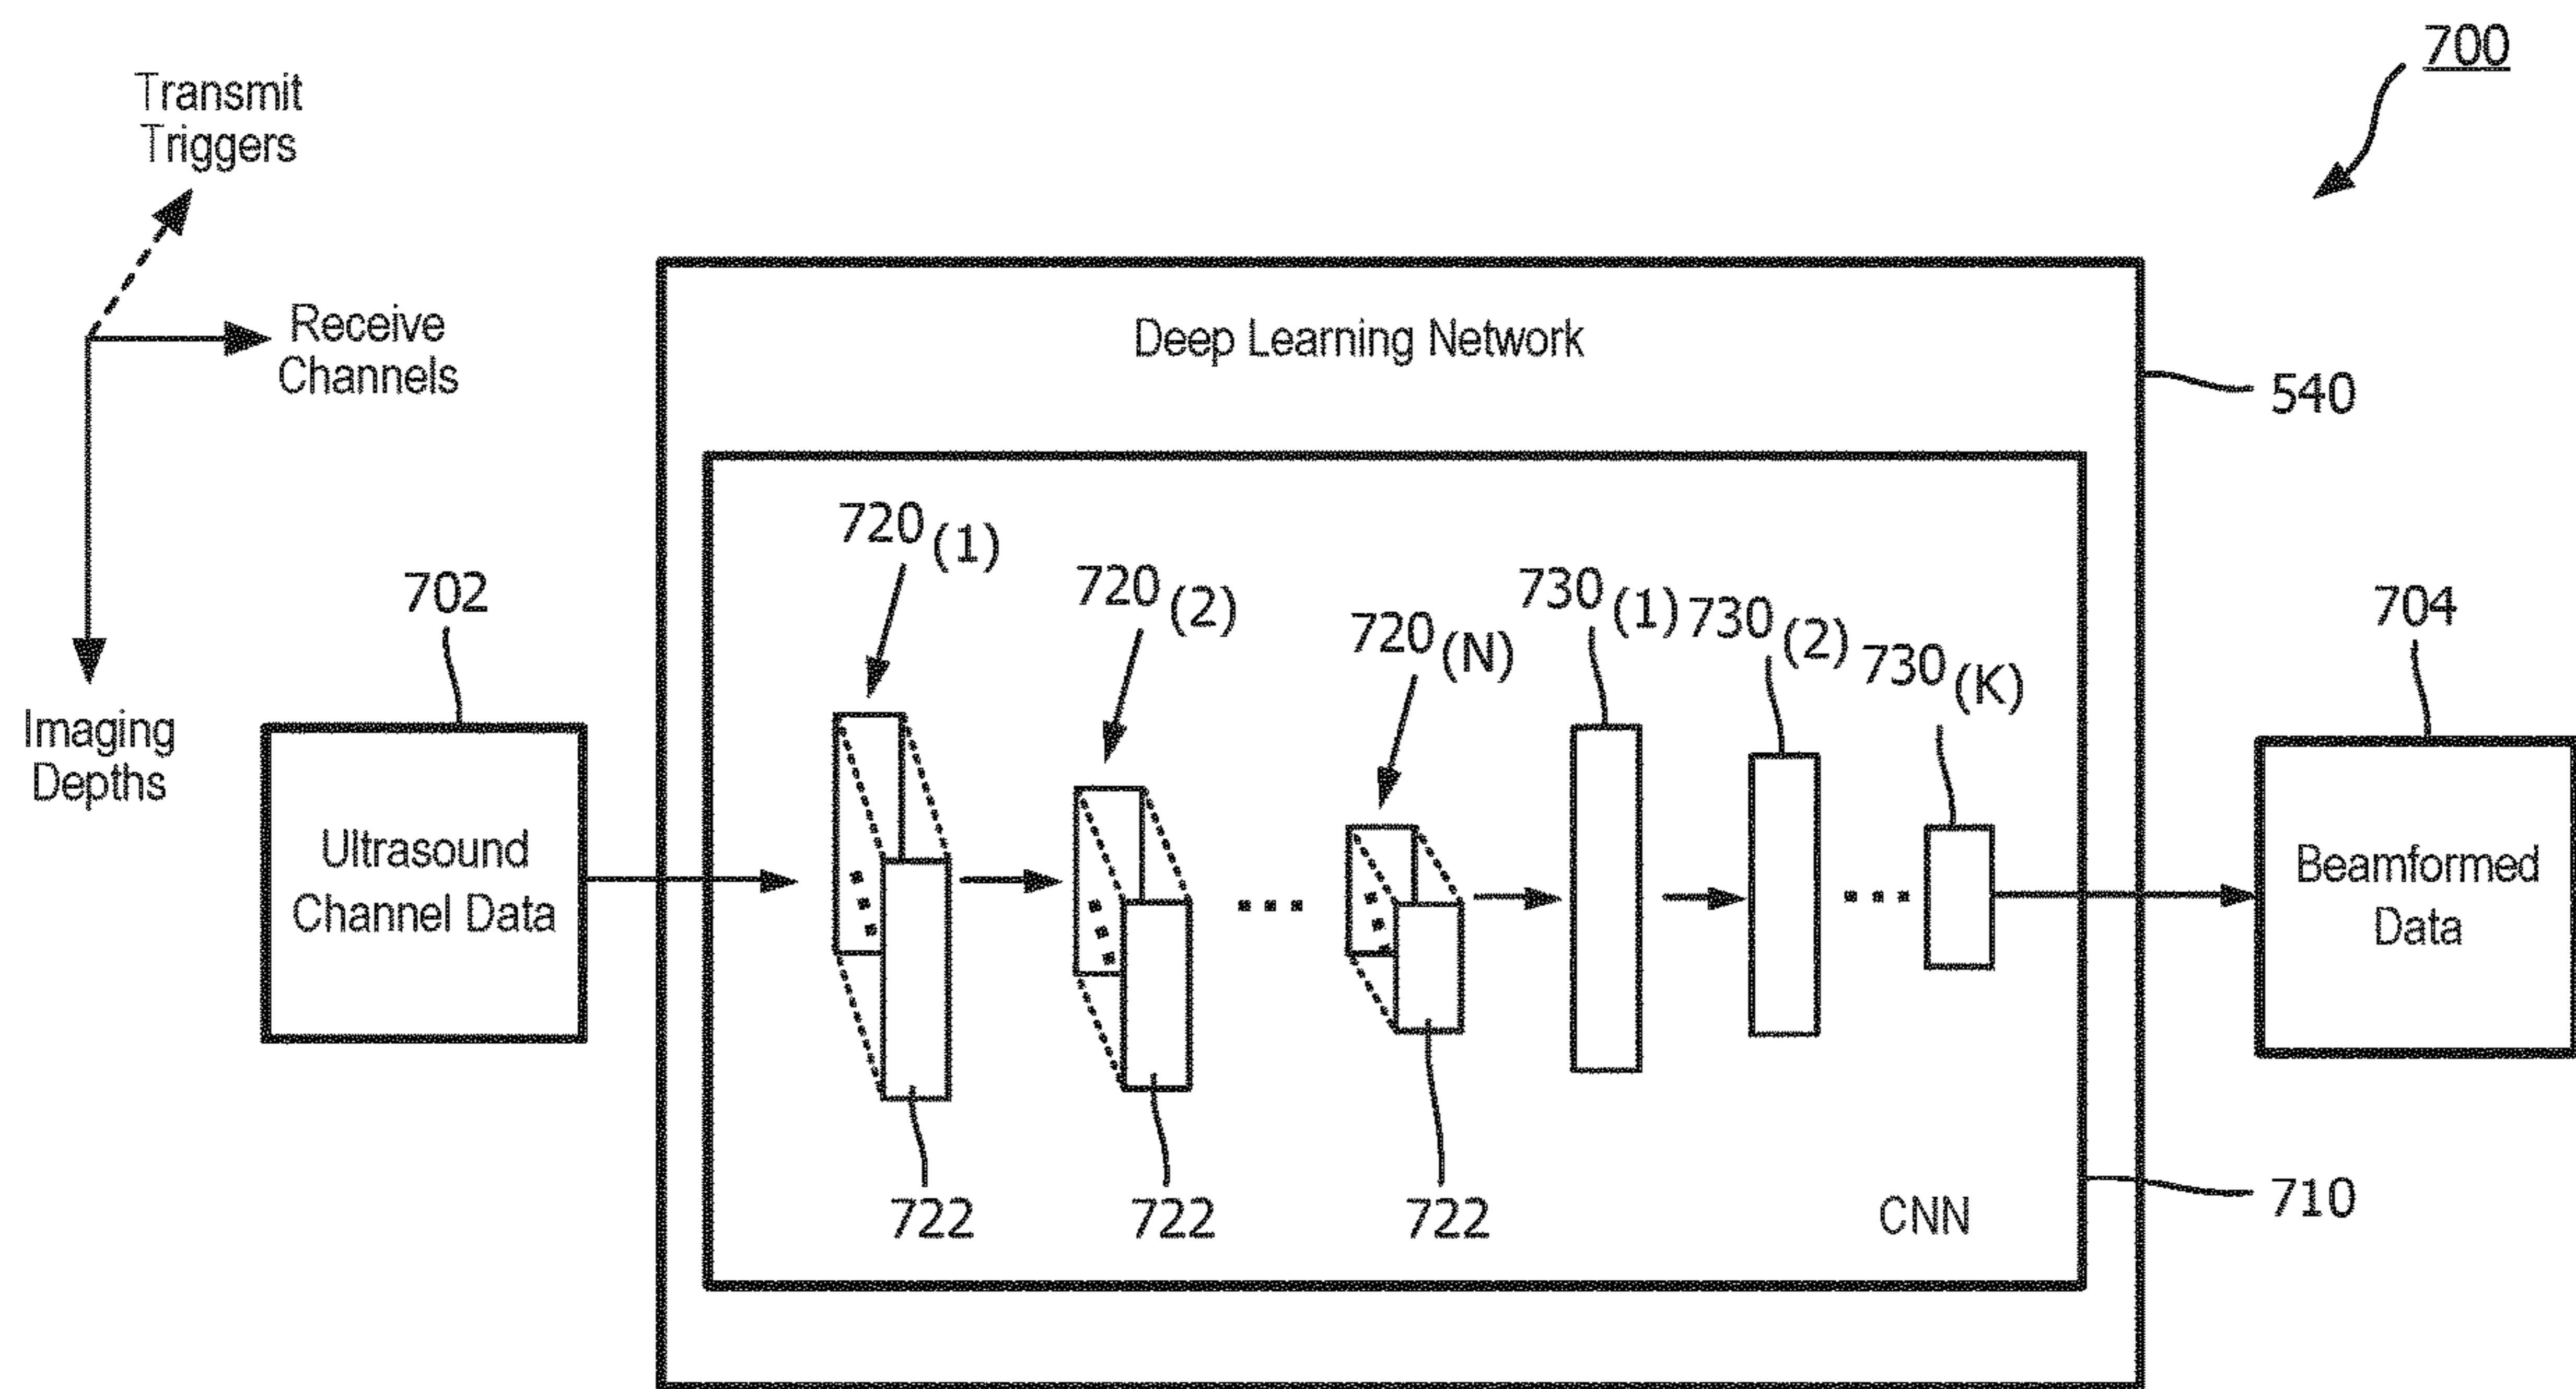 700
Transmit
Triggers
Receive
Channels
Imaging
Depths
Deep Learning Network
540
702
Ultrasound
Channel Data
720(1)
720(2)
720(N)
730(1)
730(2)
730(K)
704
Beamformed
Data
722
722
722
CNN
710